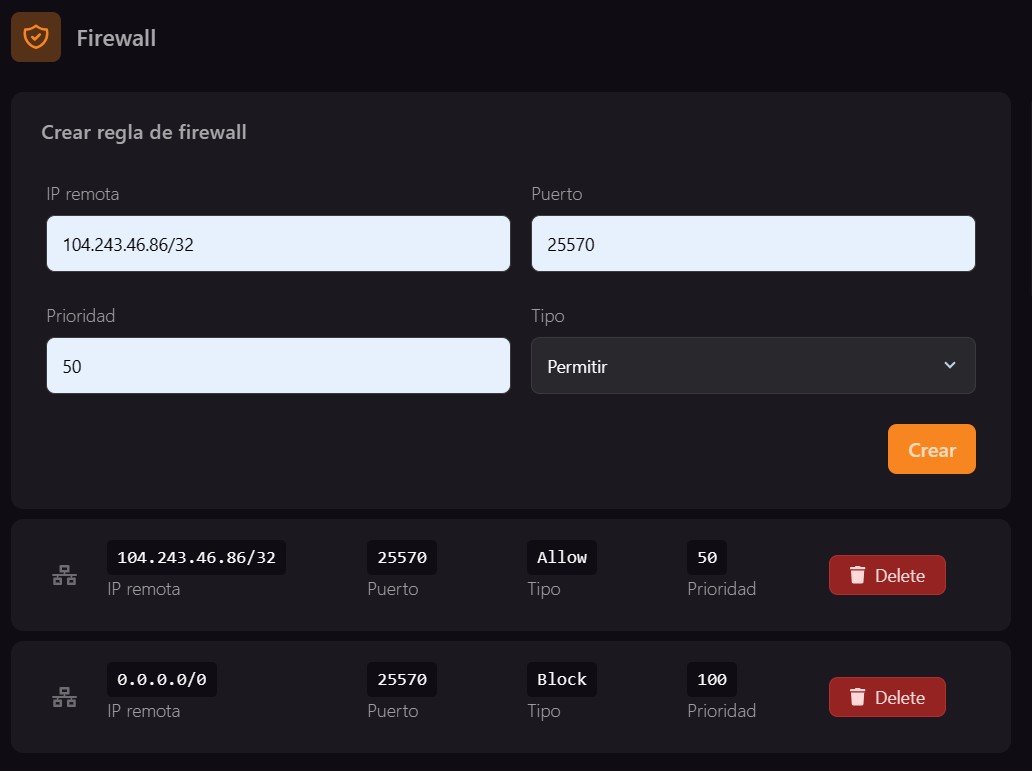 Firewall
Crear regla de firewall
IP remota Puerto
104.243.46.86/32 25570
Prioridad Tipo
50 Permitir
Crear
104.243.46.86/32 25570 Allow 50 Delete
IP remota Puerto Tipo Prioridad
0.0.0.0/0 25570 Block 100 Delete
IP remota Puerto Tipo Prioridad